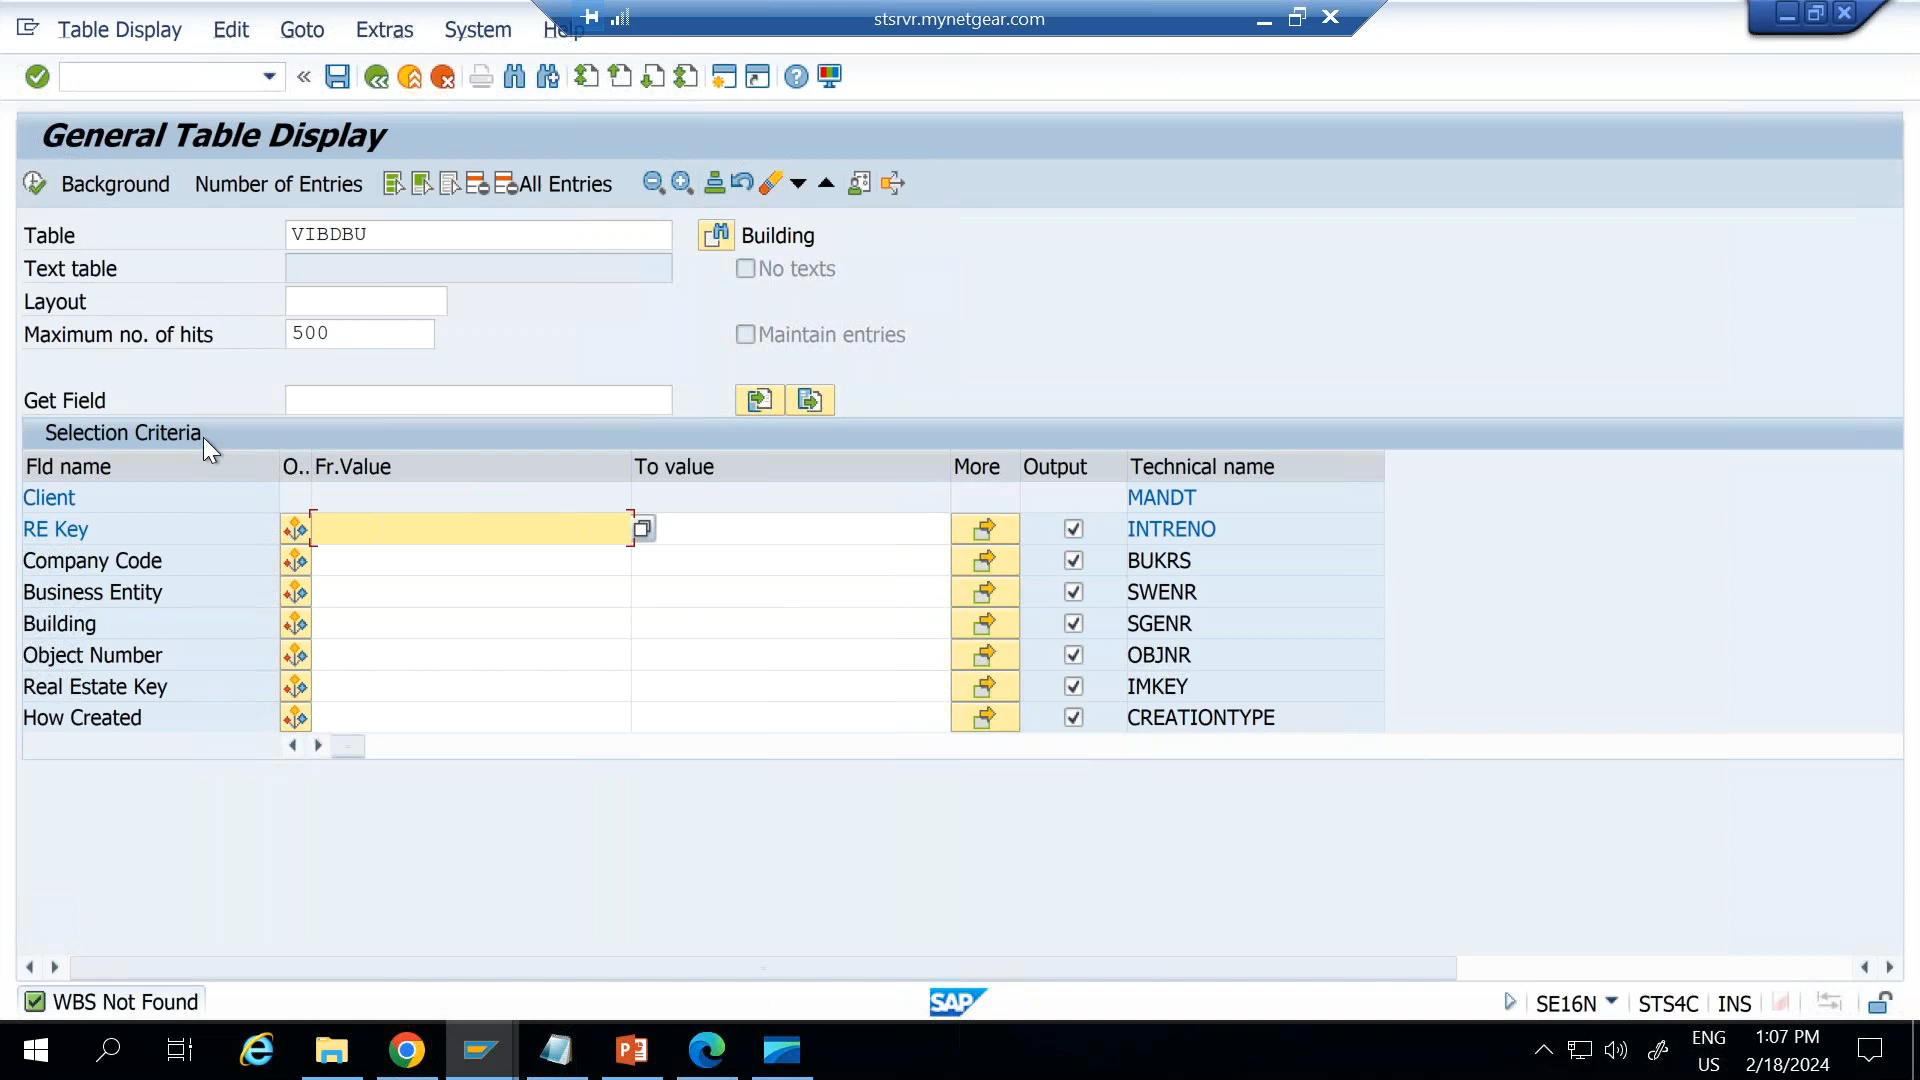 stsrvr.mynetgear.com
Table Display Edit Goto Extras System Help
General Table Display
Background Number of Entries All Entries
Table VIBDBU Building
Text table No texts
Layout
Maximum no. of hits 500 Maintain entries
Get Field
Selection Criteria
Fld name O.. Fr.Value To value More Output Technical name
Client MANDT
RE Key INTRENO
Company Code BUKRS
Business Entity SWENR
Building SGENR
Object Number OBJNR
Real Estate Key IMKEY
How Created CREATIONTYPE
WBS Not Found SAP SE16N STS4C INS
ENG 1:07 PM
US 2/18/2024